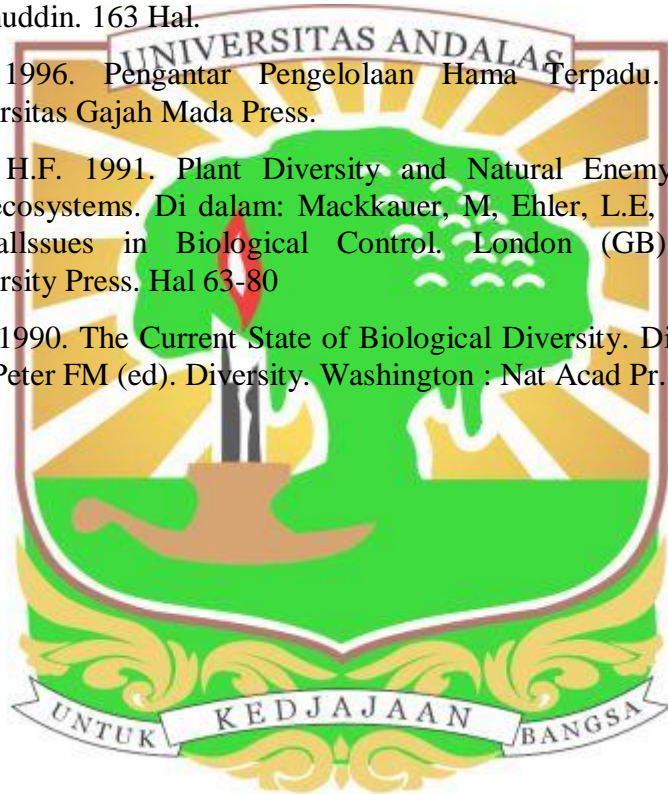 uddin. 163 Hal.
UNIVERSITAS ANDALAS
1996. Pengantar Pengelolaan Hama Terpadu.
rsitas Gajah Mada Press.
H.F. 1991. Plant Diversity and Natural Enemy
ecosystems. Di dalam: Mackkauer, M, Ehler, L.E,
allssues in Biological Control. London (GB)
rsity Press. Hal 63-80
1990. The Current State of Biological Diversity. Di
Peter FM (ed). Diversity. Washington : Nat Acad Pr.
UNTUK KEDJAJAAN BANGSA